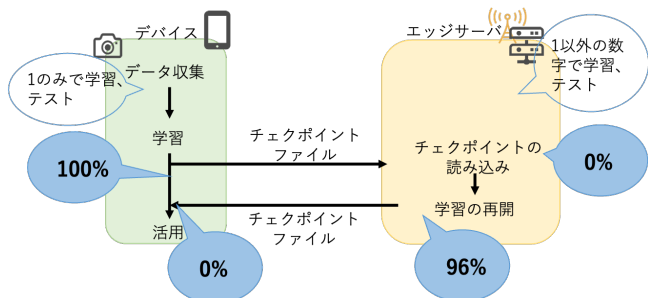 デバイス
エッジサーバ
1のみで学習、
テスト
データ収集
1以外の数
字で学習、
テスト
学習
100%
チェクポイント
ファイル
チェクポイントの
読み込み
0%
学習の再開
チェクポイント
ファイル
活用
0%
96%